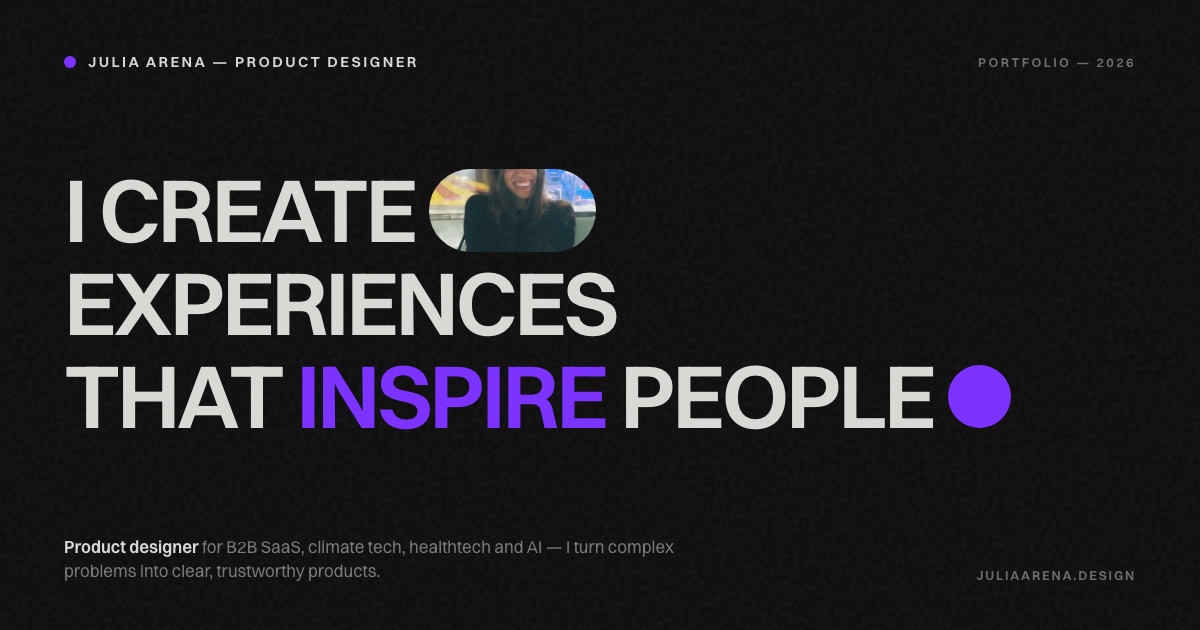 JULIA ARENA — PRODUCT DESIGNER
PORTFOLIO — 2026
I CREATE
EXPERIENCES
THAT INSPIRE PEOPLE
Product designer for B2B SaaS, climate tech, healthtech and AI — I turn complex
problems into clear, trustworthy products.
JULIAARENA.DESIGN